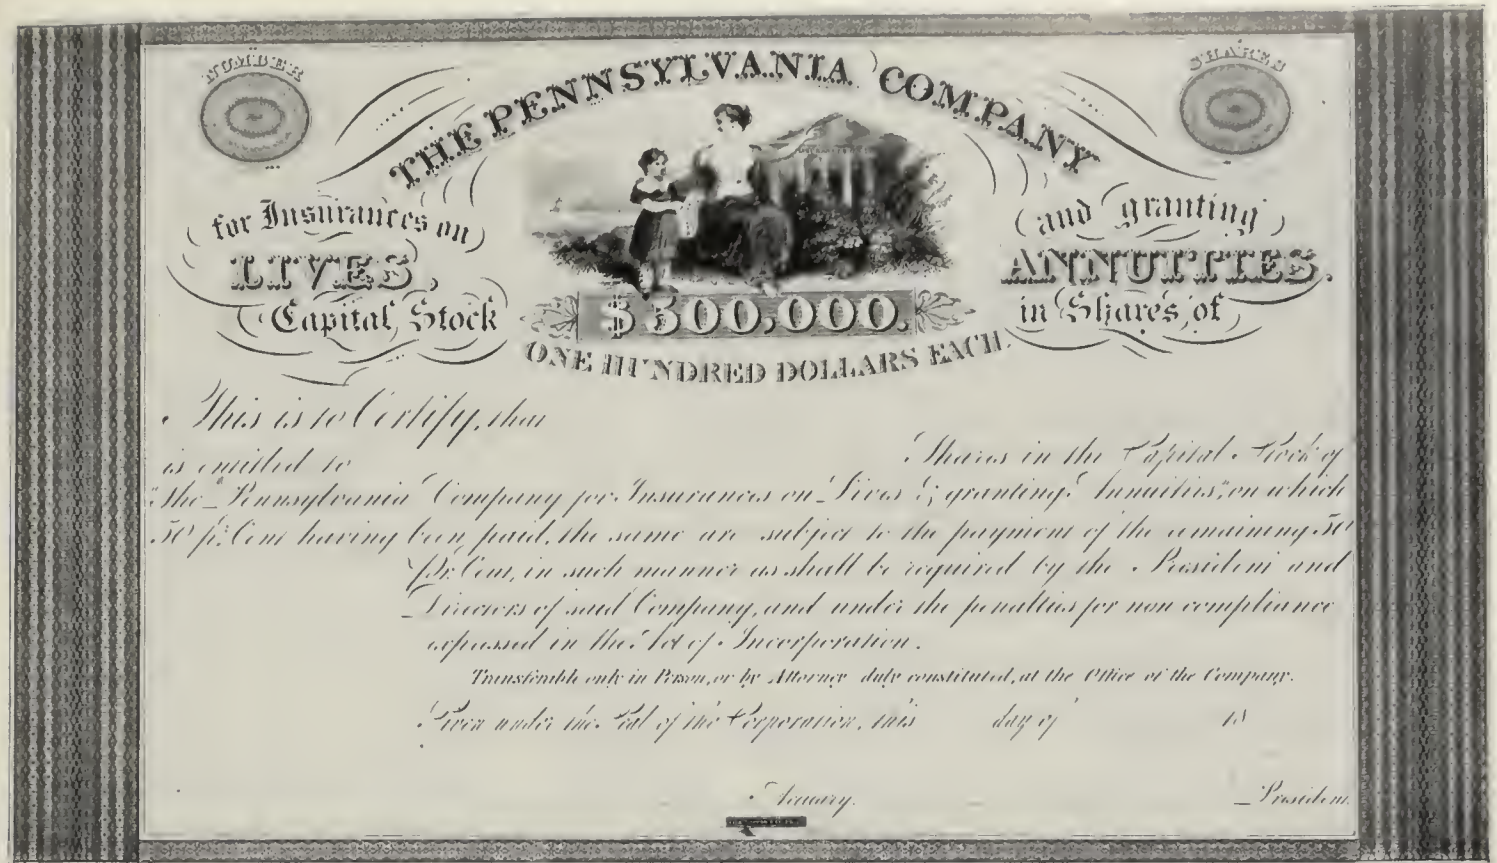 NUMBER
SHARES
THE PENNSYLVANIA COMPANY
for Insurances on
LIVES,
Capital Stock
$500,000.
and granting
ANNUITIES.
in Shares, of
ONE HUNDRED DOLLARS EACH.
This is to Certify, that
is entitled to Shares in the Capital Stock of
"The Pennsylvania Company for Insurances on Lives & granting Annuities," on which
50 pr. Cent having been paid, the same are subject to the payment of the remaining 50
Pr. Cent, in such manner as shall be required by the President and
Directors of said Company, and under the penalties for non compliance
expressed in the Act of Incorporation.
Transferable only in Person, or by Attorney duly constituted, at the Office of the Company.
Given under the Seal of the Corporation, this day of 18
Actuary.
President.